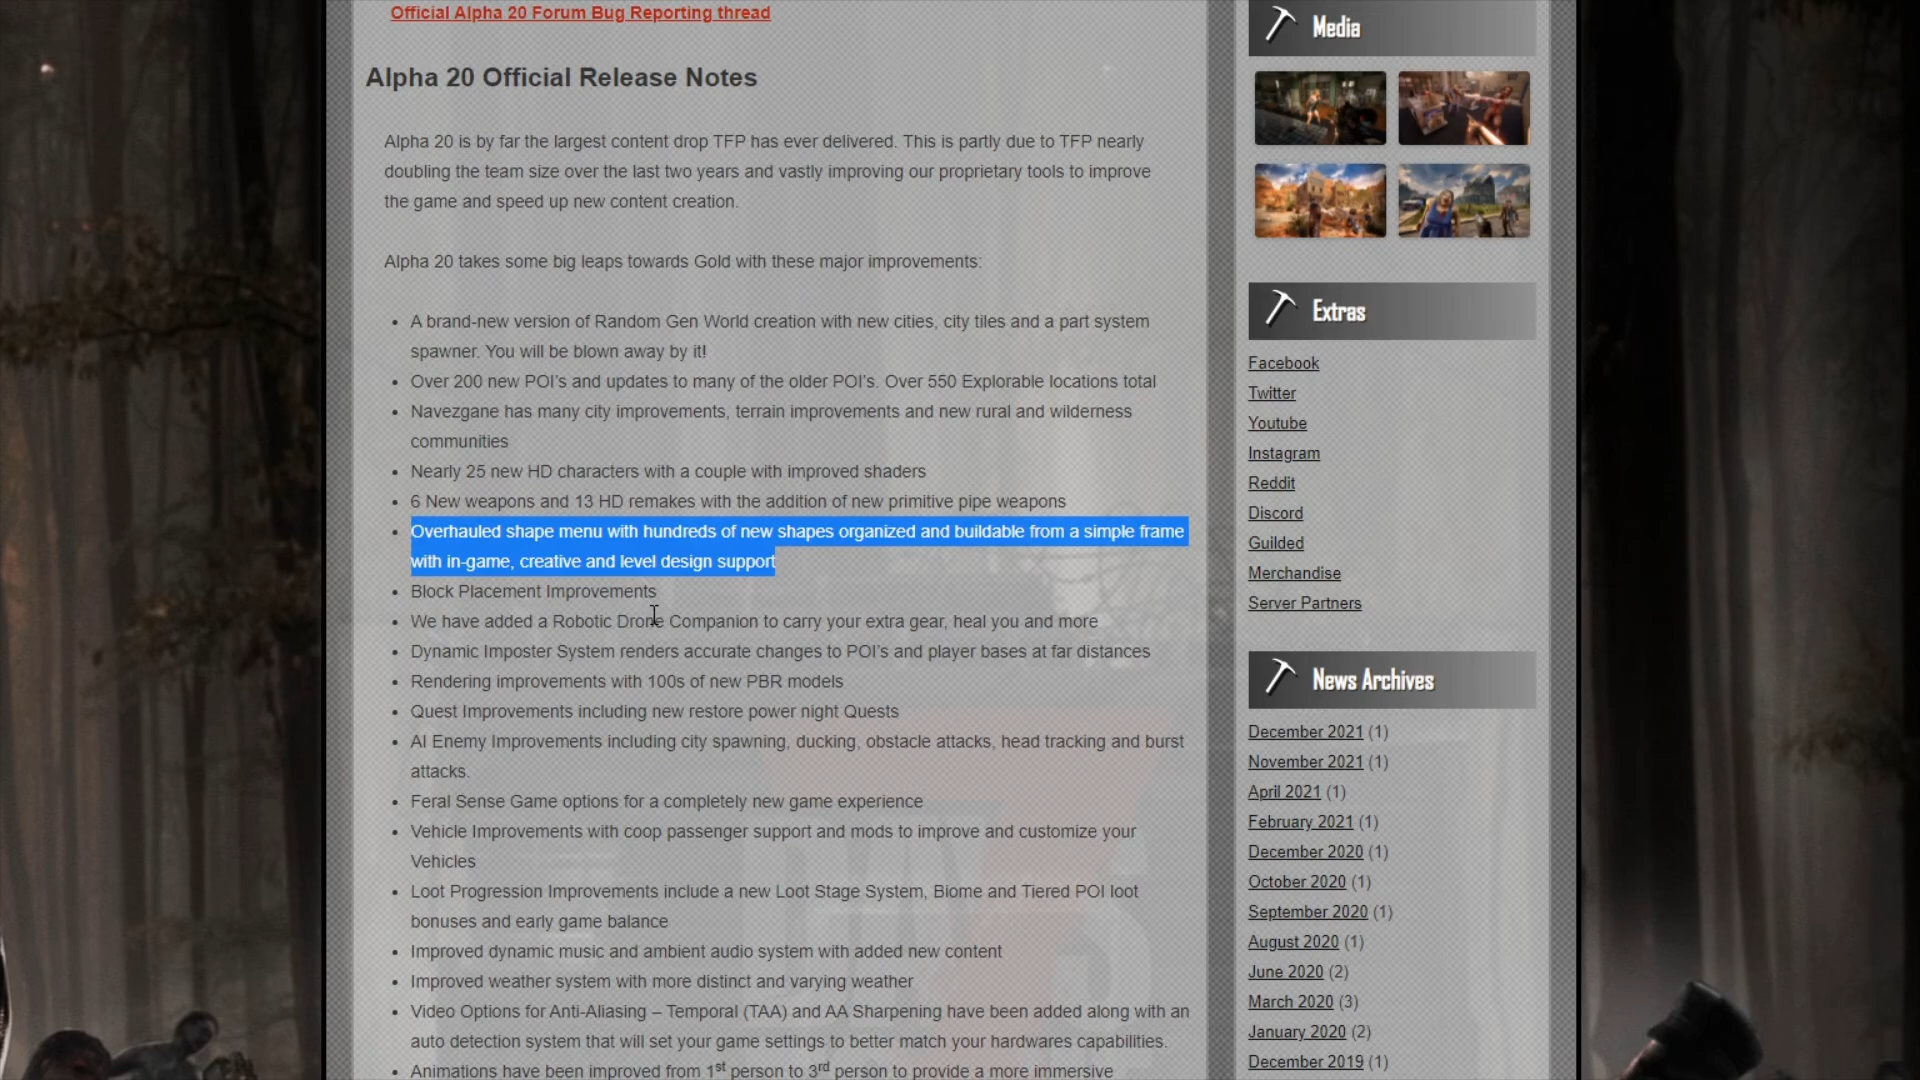 Official Alpha 20 Forum Bug Reporting thread
Alpha 20 Official Release Notes
Alpha 20 is by far the largest content drop TFP has ever delivered. This is partly due to TFP nearly
doubling the team size over the last two years and vastly improving our proprietary tools to improve
the game and speed up new content creation.
Alpha 20 takes some big leaps towards Gold with these major improvements:
• A brand-new version of Random Gen World creation with new cities, city tiles and a part system
spawner. You will be blown away by it!
• Over 200 new POI’s and updates to many of the older POI’s. Over 550 Explorable locations total
• Navezgane has many city improvements, terrain improvements and new rural and wilderness
communities
• Nearly 25 new HD characters with a couple with improved shaders
• 6 New weapons and 13 HD remakes with the addition of new primitive pipe weapons
• Overhauled shape menu with hundreds of new shapes organized and buildable from a simple frame
with in-game, creative and level design support
• Block Placement Improvements
• We have added a Robotic Drone Companion to carry your extra gear, heal you and more
• Dynamic Imposter System renders accurate changes to POI’s and player bases at far distances
• Rendering improvements with 100s of new PBR models
• Quest Improvements including new restore power night Quests
• AI Enemy Improvements including city spawning, ducking, obstacle attacks, head tracking and burst
attacks.
• Feral Sense Game options for a completely new game experience
• Vehicle Improvements with coop passenger support and mods to improve and customize your
Vehicles
• Loot Progression Improvements include a new Loot Stage System, Biome and Tiered POI loot
bonuses and early game balance
• Improved dynamic music and ambient audio system with added new content
• Improved weather system with more distinct and varying weather
• Video Options for Anti-Aliasing – Temporal (TAA) and AA Sharpening have been added along with an
auto detection system that will set your game settings to better match your hardwares capabilities.
• Animations have been improved from 1st person to 3rd person to provide a more immersive
Media
Extras
Facebook
Twitter
Youtube
Instagram
Reddit
Discord
Guilded
Merchandise
Server Partners
News Archives
December 2021 (1)
November 2021 (1)
April 2021 (1)
February 2021 (1)
December 2020 (1)
October 2020 (1)
September 2020 (1)
August 2020 (1)
June 2020 (2)
March 2020 (3)
January 2020 (2)
December 2019 (1)